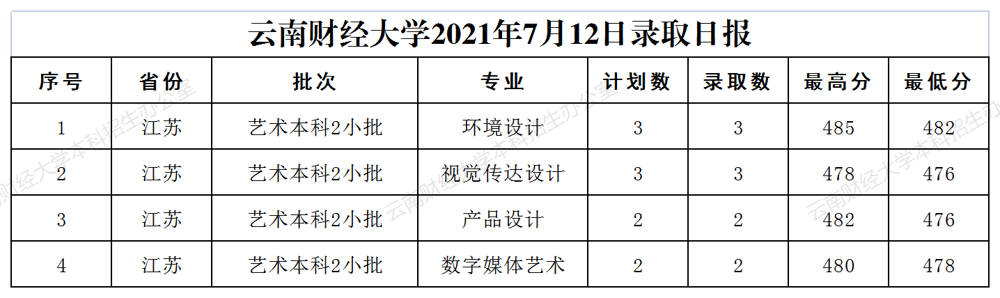 云南财经大学2021年7月12日录取日报
序号 省份 批次 专业 计划数 录取数 最高分 最低分
1 江苏 艺术本科2小批 环境设计 3 3 485 482
2 江苏 艺术本科2小批 视觉传达设计 3 3 478 476
3 江苏 艺术本科2小批 产品设计 2 2 482 476
4 江苏 艺术本科2小批 数字媒体艺术 2 2 480 478
云南财经大学本科招生办公室